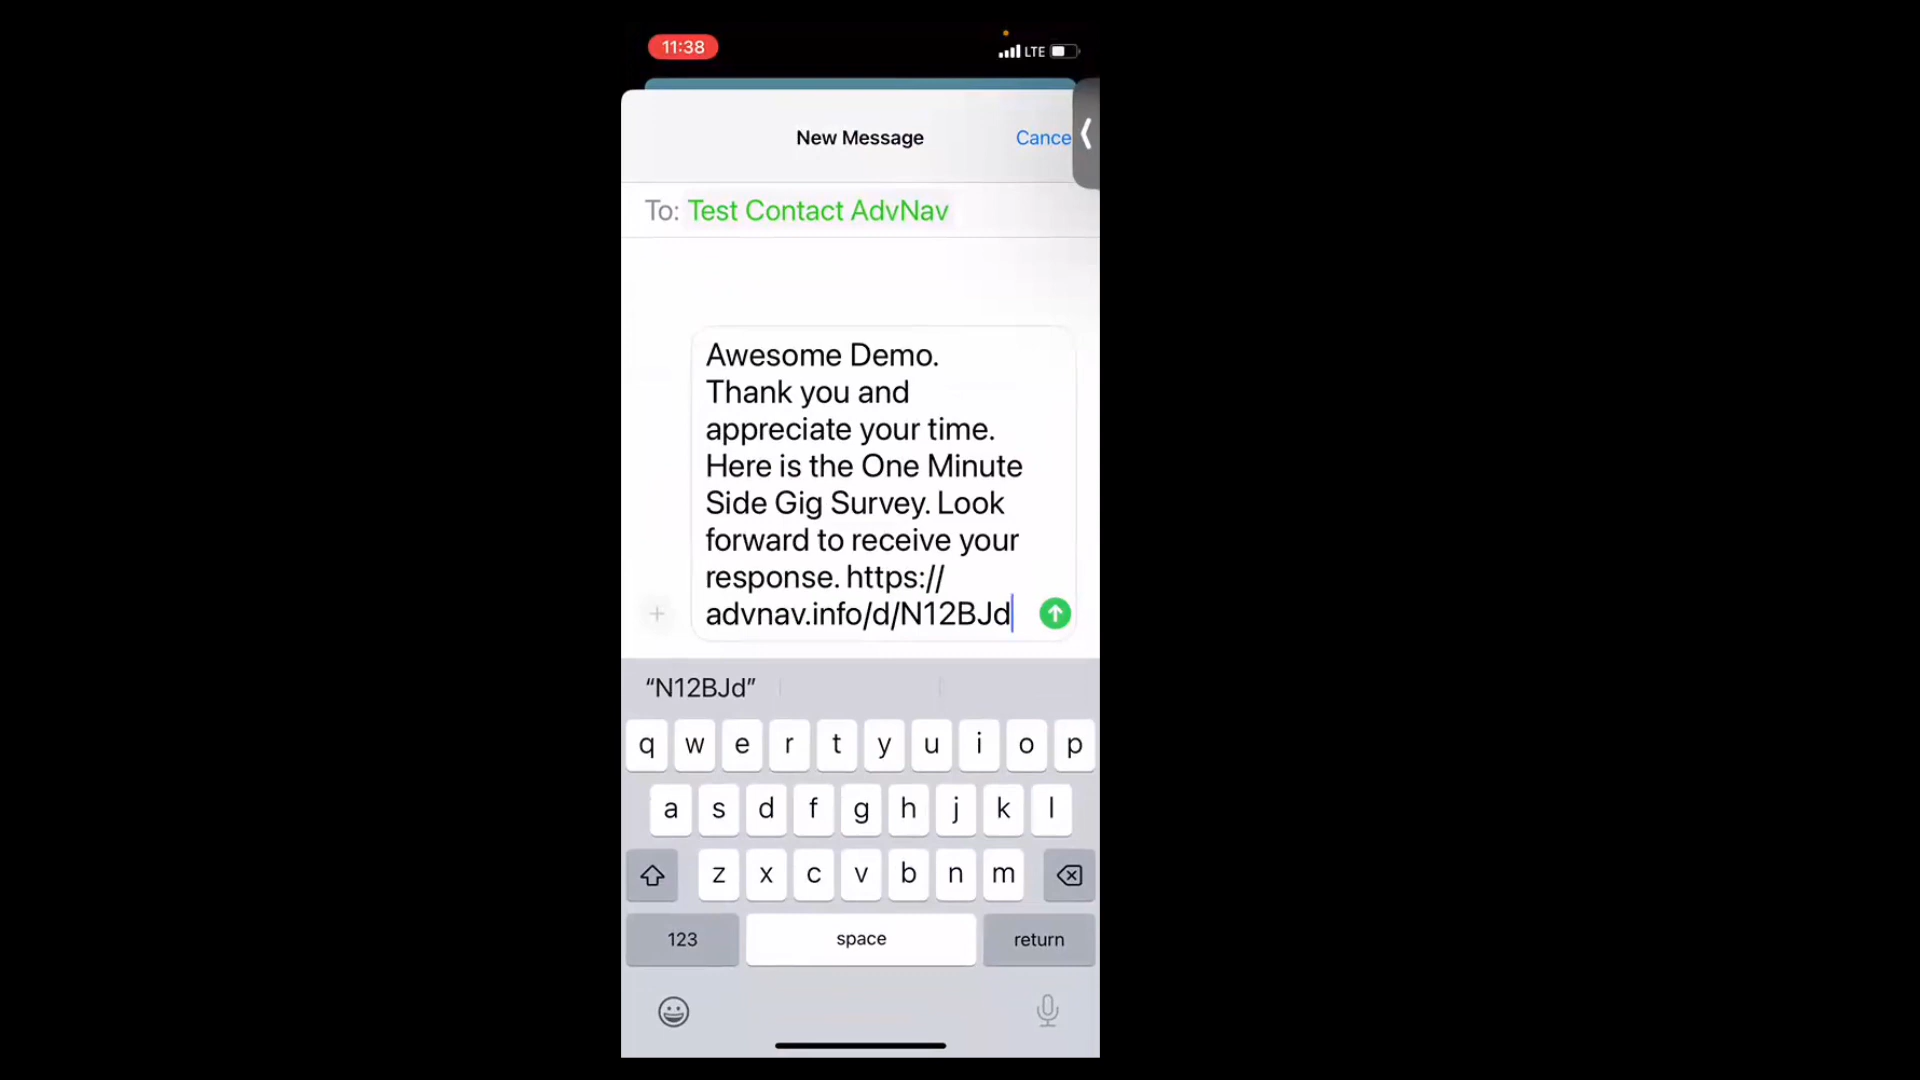 11:38
LTE
New Message
Cance
To: Test Contact AdvNav
Awesome Demo.
Thank you and
appreciate your time.
Here is the One Minute
Side Gig Survey. Look
forward to receive your
response. https://
advnav.info/d/N12BJd
“N12BJd”
q w e r t y u i o p
a s d f g h j k l
z x c v b n m
123 space return